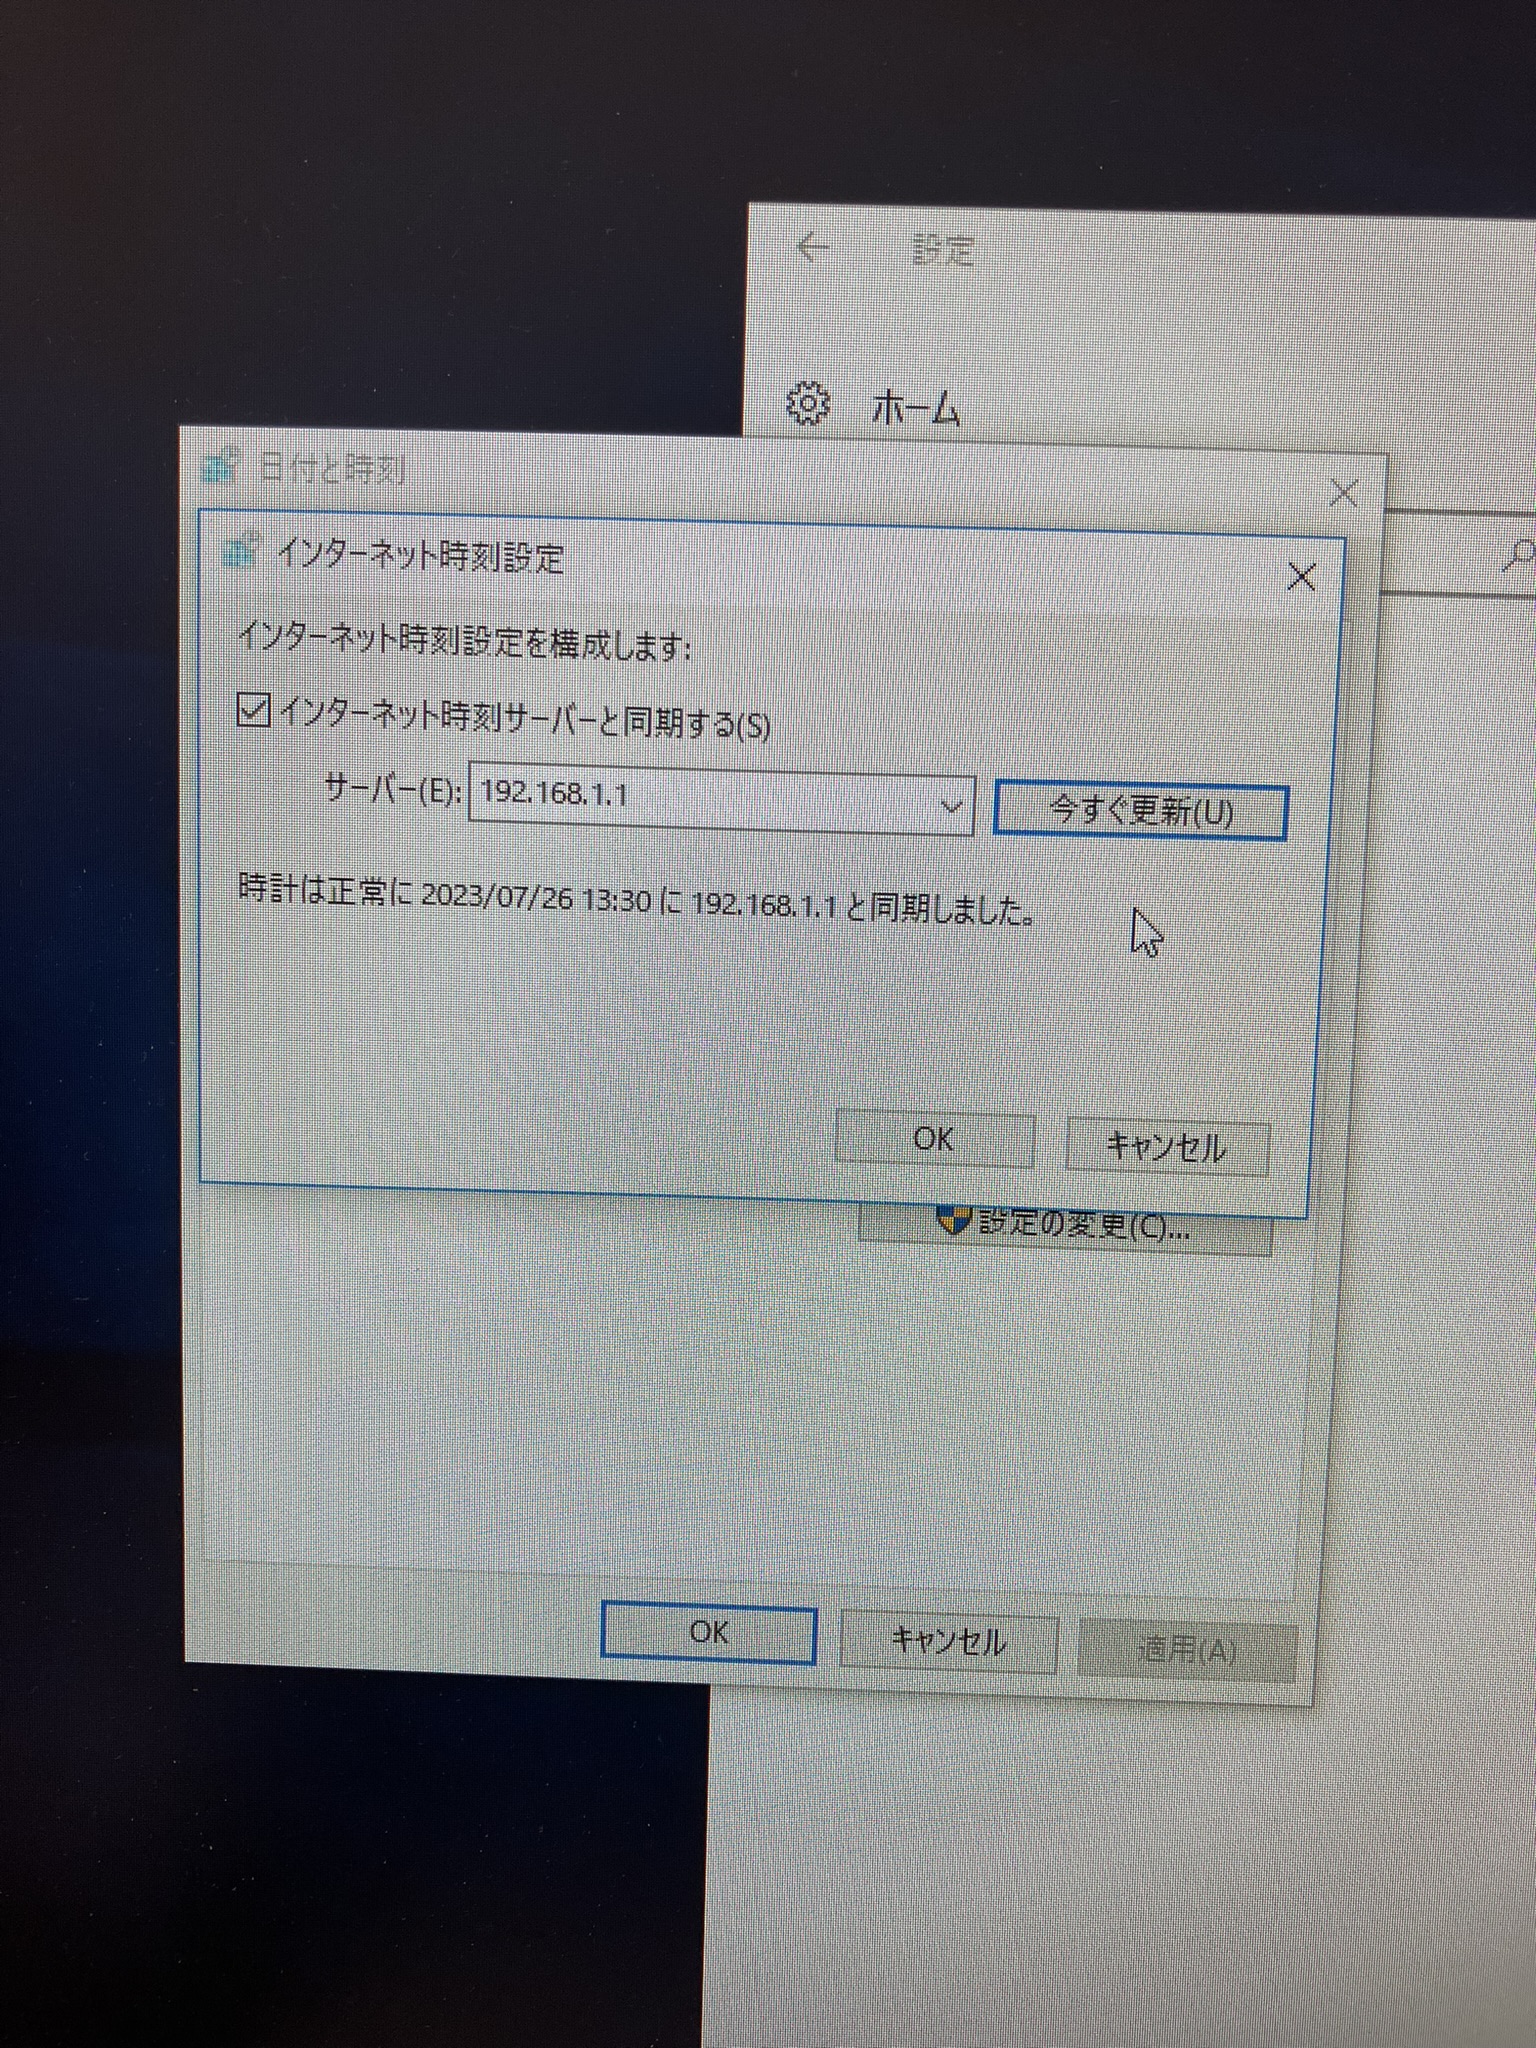 設定
ホーム
日付と時刻
インターネット時刻設定
インターネット時刻設定を構成します:
インターネット時刻サーバーと同期する(S)
サーバー(E): 192.168.1.1 今すぐ更新(U)
時計は正常に 2023/07/26 13:30 に 192.168.1.1 と同期しました。
OK キャンセル
設定の変更(C)...
OK キャンセル 適用(A)